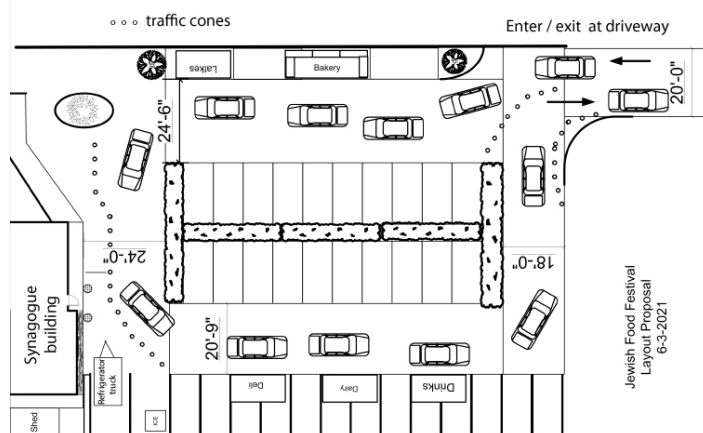 traffic cones
Enter / exit at driveway
Latkes
Bakery
20'-0"
24'-6"
24'-0"
18'-0"
Synagogue
building
20'-9"
Jewish Food Festival
Layout Proposal
6-3-2021
Refrigerator
truck
Deli
Dairy
Drinks
Shed
ICE